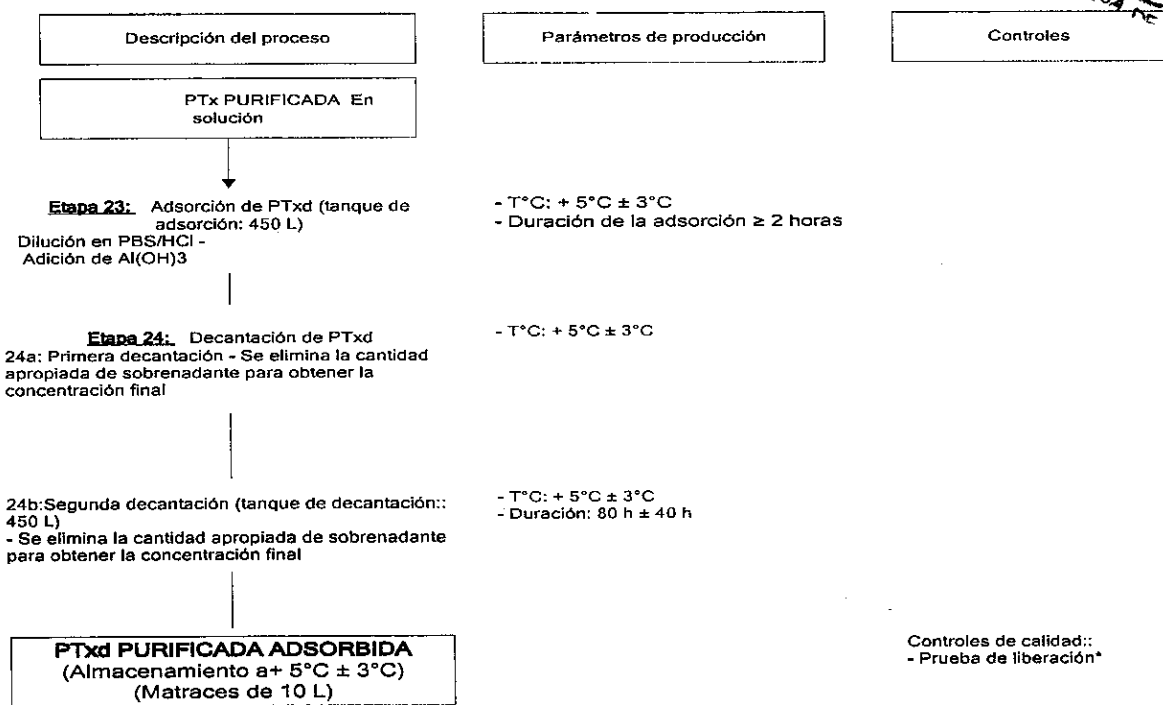 Descripción del proceso
Parámetros de producción
Controles
PTx PURIFICADA En
solución
Etapa 23: Adsorción de PTxd (tanque de
adsorción: 450 L)
Dilución en PBS/HCl -
Adición de Al(OH)3
- T°C: + 5°C ± 3°C
- Duración de la adsorción ≥ 2 horas
Etapa 24: Decantación de PTxd
24a: Primera decantación - Se elimina la cantidad
apropiada de sobrenadante para obtener la
concentración final
- T°C: + 5°C ± 3°C
24b:Segunda decantación (tanque de decantación::
450 L)
- Se elimina la cantidad apropiada de sobrenadante
para obtener la concentración final
- T°C: + 5°C ± 3°C
- Duración: 80 h ± 40 h
PTxd PURIFICADA ADSORBIDA
(Almacenamiento a+ 5°C ± 3°C)
(Matraces de 10 L)
Controles de calidad::
- Prueba de liberación*